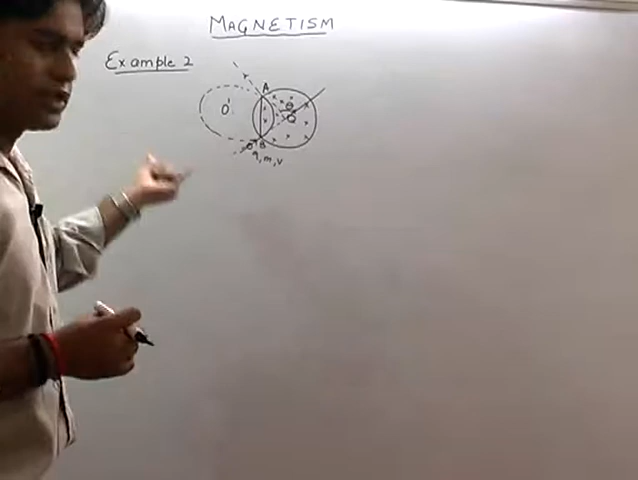 MAGNETISM
Example 2
A
θ
O'
O
B
q, m, v